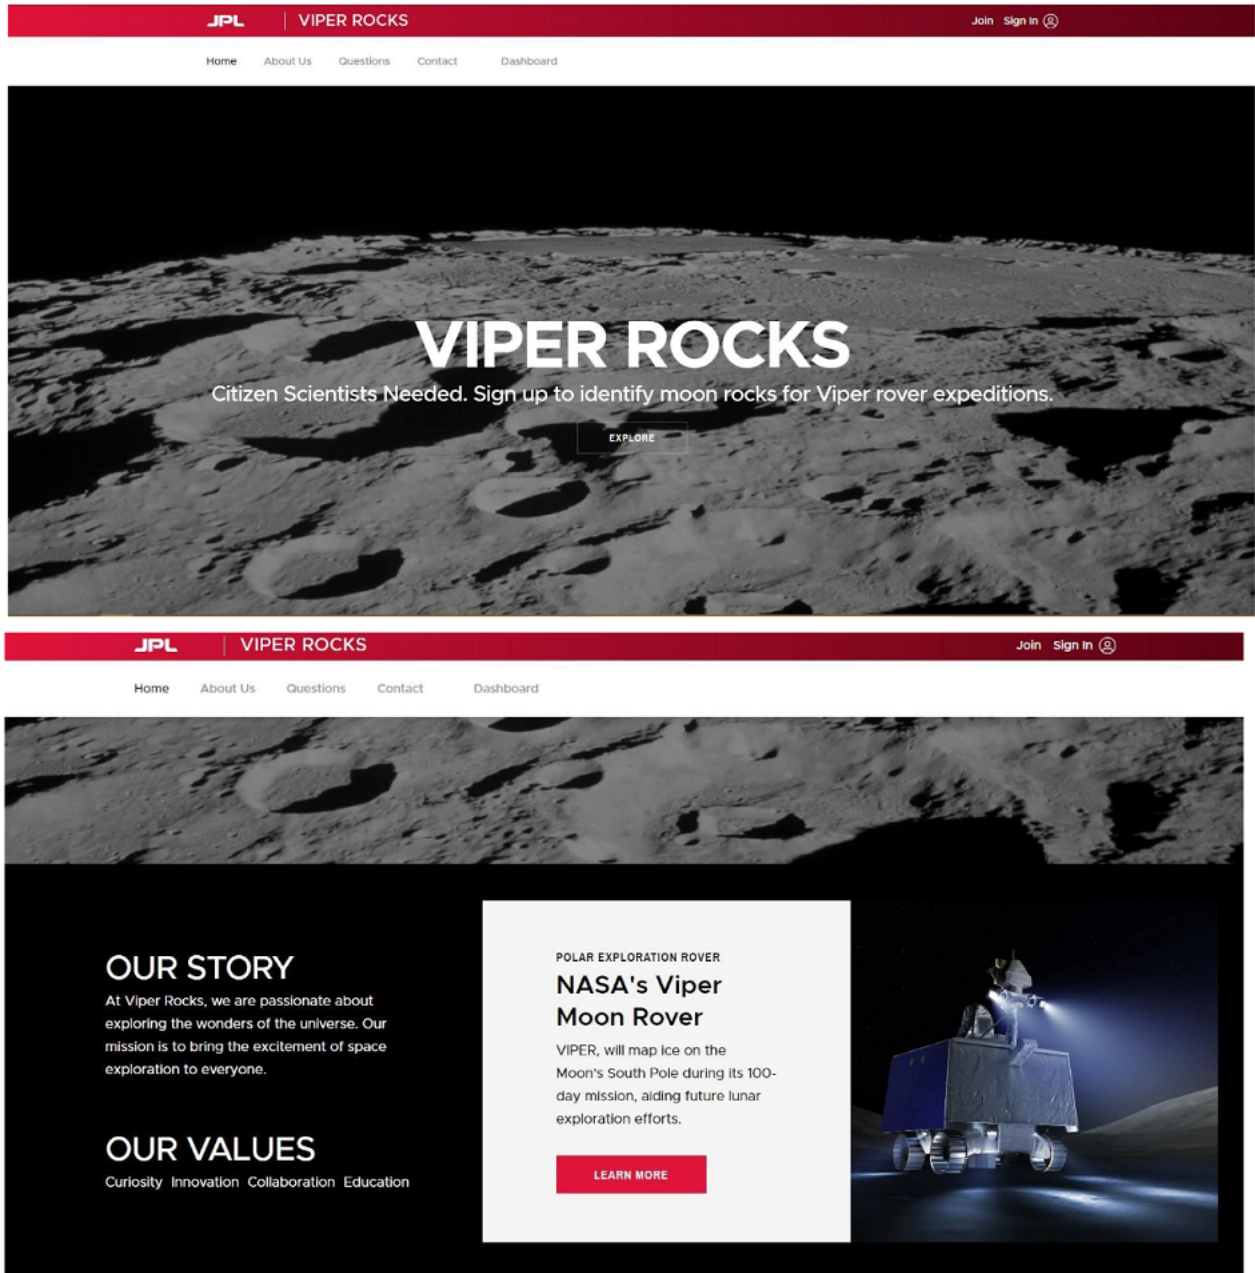 JPL | VIPER ROCKS Join Sign In
Home About Us Questions Contact Dashboard
VIPER ROCKS
Citizen Scientists Needed. Sign up to identify moon rocks for Viper rover expeditions.
EXPLORE
JPL | VIPER ROCKS Join Sign In
Home About Us Questions Contact Dashboard
OUR STORY
At Viper Rocks, we are passionate about
exploring the wonders of the universe. Our
mission is to bring the excitement of space
exploration to everyone.
OUR VALUES
Curiosity Innovation Collaboration Education
POLAR EXPLORATION ROVER
NASA's Viper
Moon Rover
VIPER, will map ice on the
Moon's South Pole during its 100-
day mission, aiding future lunar
exploration efforts.
LEARN MORE